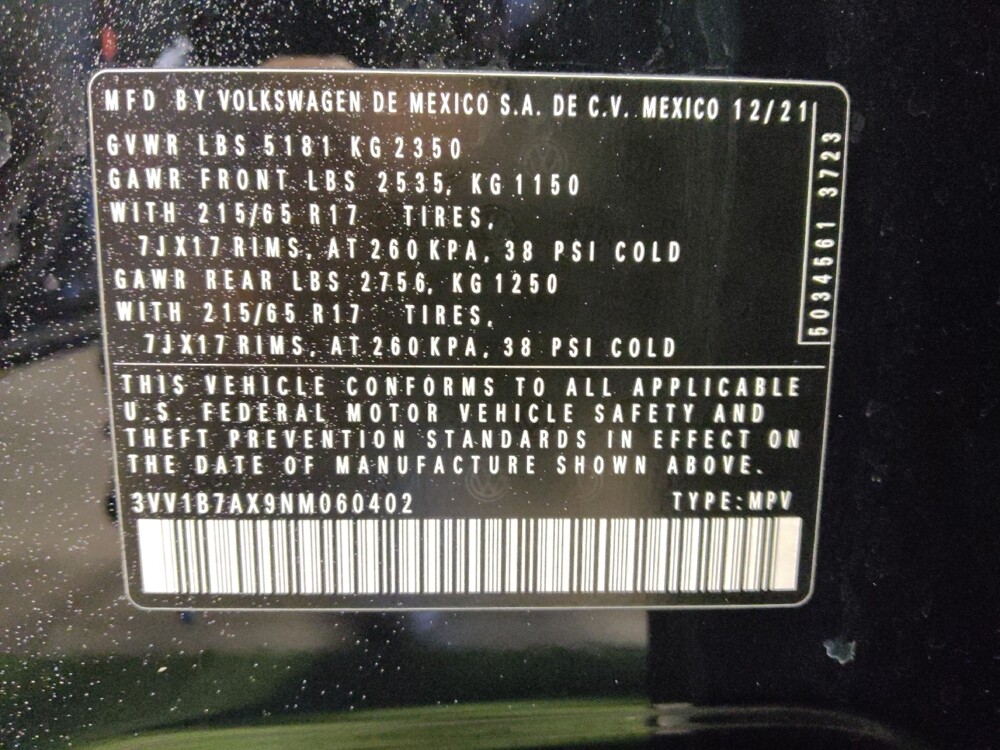 MFD BY VOLKSWAGEN DE MEXICO S.A. DE C.V. MEXICO 12/21
GVWR LBS 5181 KG 2350
GAWR FRONT LBS 2535, KG 1150
WITH 215/65 R17 TIRES,
7JX17 RIMS, AT 260 KPA, 38 PSI COLD
GAWR REAR LBS 2756, KG 1250
WITH 215/65 R17 TIRES,
7JX17 RIMS, AT 260 KPA, 38 PSI COLD
5034561 3723
THIS VEHICLE CONFORMS TO ALL APPLICABLE
U.S. FEDERAL MOTOR VEHICLE SAFETY AND
THEFT PREVENTION STANDARDS IN EFFECT ON
THE DATE OF MANUFACTURE SHOWN ABOVE.
3VV1B7AX9NM060402 TYPE:MPV